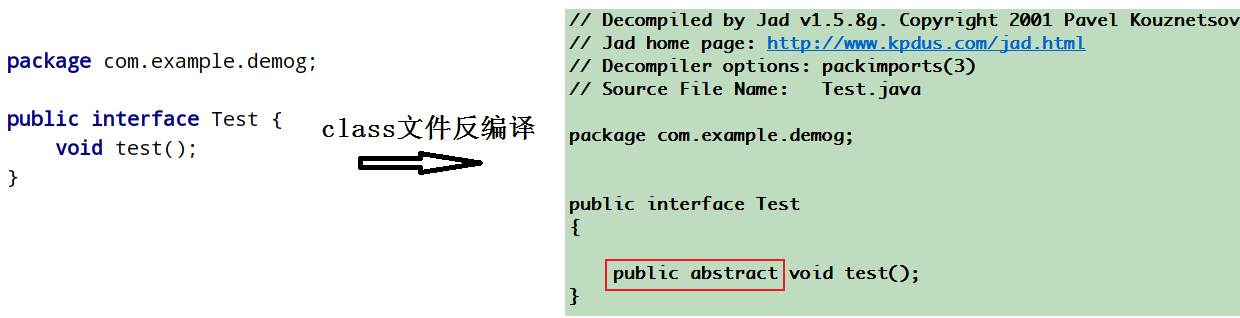 package com.example.demog;
public interface Test {
    void test();
}
class文件反编译
// Decompiled by Jad v1.5.8g. Copyright 2001 Pavel Kouznetsov
// Jad home page: http://www.kpdus.com/jad.html
// Decompiler options: packimports(3)
// Source File Name:   Test.java
package com.example.demog;
public interface Test
{
    public abstract void test();
}